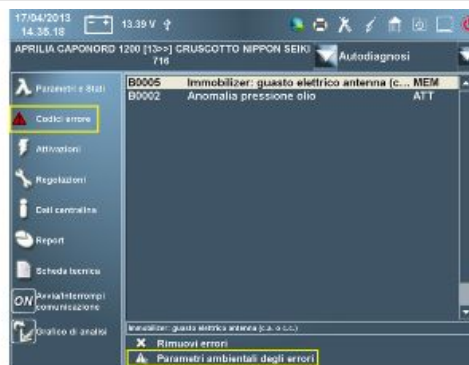 17/04/2013
14.35.18
13.39 V
APRILIA CAPONORD 1200 [13>>] CRUSCOTTO NIPPON SEIKI
716
Autodiagnosi
Parametri e Stati
Codici errore
Attivazioni
Regolazioni
Dati centralina
Report
Scheda tecnica
ON Avvia/Interrompi
comunicazione
Grafico di analisi
B0005 Immobilizer: guasto elettrico antenna (c... MEM
B0002 Anomalia pressione olio ATT
Immobilizer: guasto elettrico antenna (c.a. o c.c.)
Rimuovi errori
Parametri ambientali degli errori